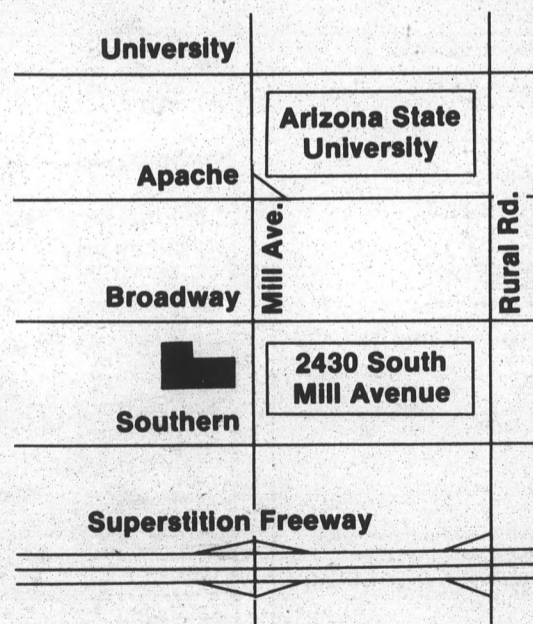 University
Arizona State
University
Apache
Mill Ave.
Rural Rd.
Broadway
2430 South
Mill Avenue
Southern
Superstition Freeway